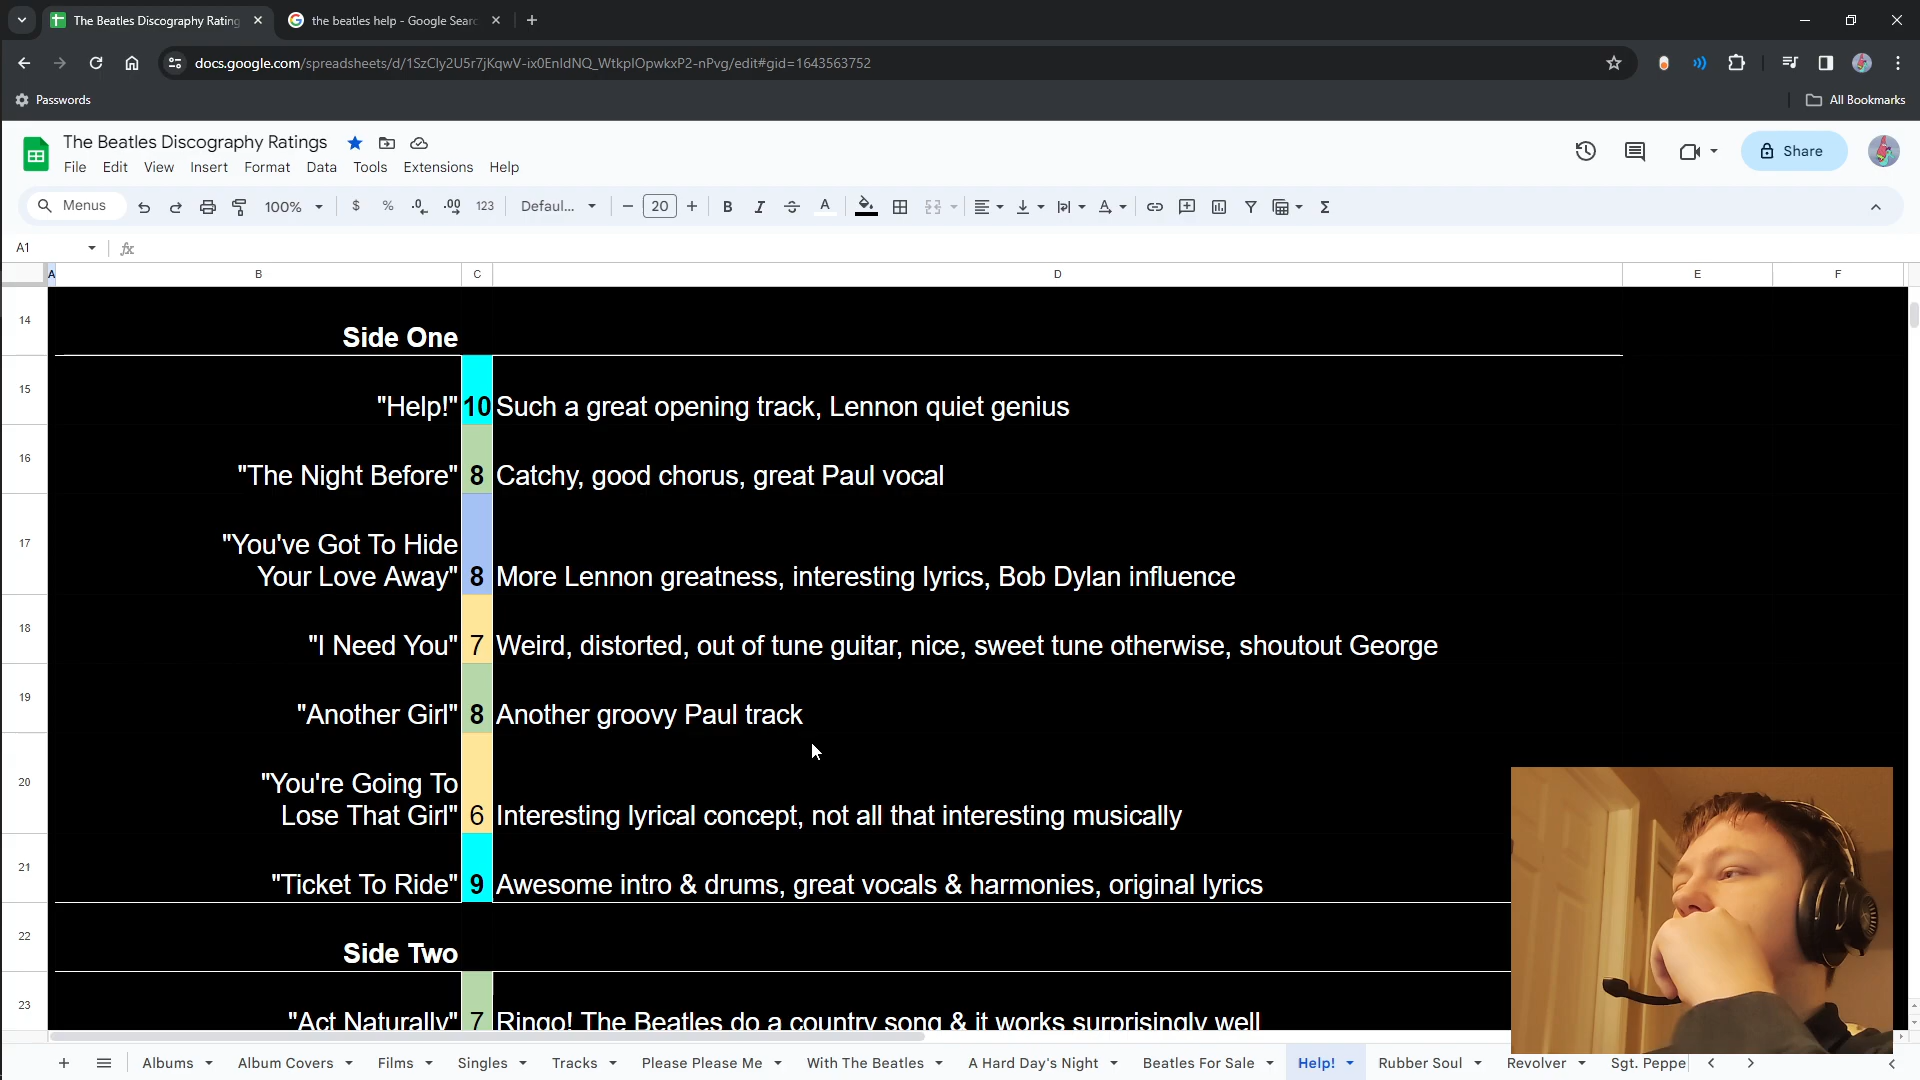 The Beatles Discography Rating
the beatles help - Google Sear
docs.google.com/spreadsheets/d/1SzCly2U5r7jKqwV-ix0EnIdNQ_WtkpIOpwkxP2-nPvg/edit#gid=1643563752
Passwords
All Bookmarks
The Beatles Discography Ratings
File Edit View Insert Format Data Tools Extensions Help
Share
Menus 100% $ % .0 .00 123 Defaul... 20 B I A
A1 fx
A B C D E F
14 Side One
15 "Help!" 10 Such a great opening track, Lennon quiet genius
16 "The Night Before" 8 Catchy, good chorus, great Paul vocal
"You've Got To Hide
17 Your Love Away" 8 More Lennon greatness, interesting lyrics, Bob Dylan influence
18 "I Need You" 7 Weird, distorted, out of tune guitar, nice, sweet tune otherwise, shoutout George
19 "Another Girl" 8 Another groovy Paul track
"You're Going To
20 Lose That Girl" 6 Interesting lyrical concept, not all that interesting musically
21 "Ticket To Ride" 9 Awesome intro & drums, great vocals & harmonies, original lyrics
22 Side Two
23 "Act Naturally" 7 Ringo! The Beatles do a country song & it works surprisingly well
Albums Album Covers Films Singles Tracks Please Please Me With The Beatles A Hard Day's Night Beatles For Sale Help! Rubber Soul Revolver Sgt. Peppe